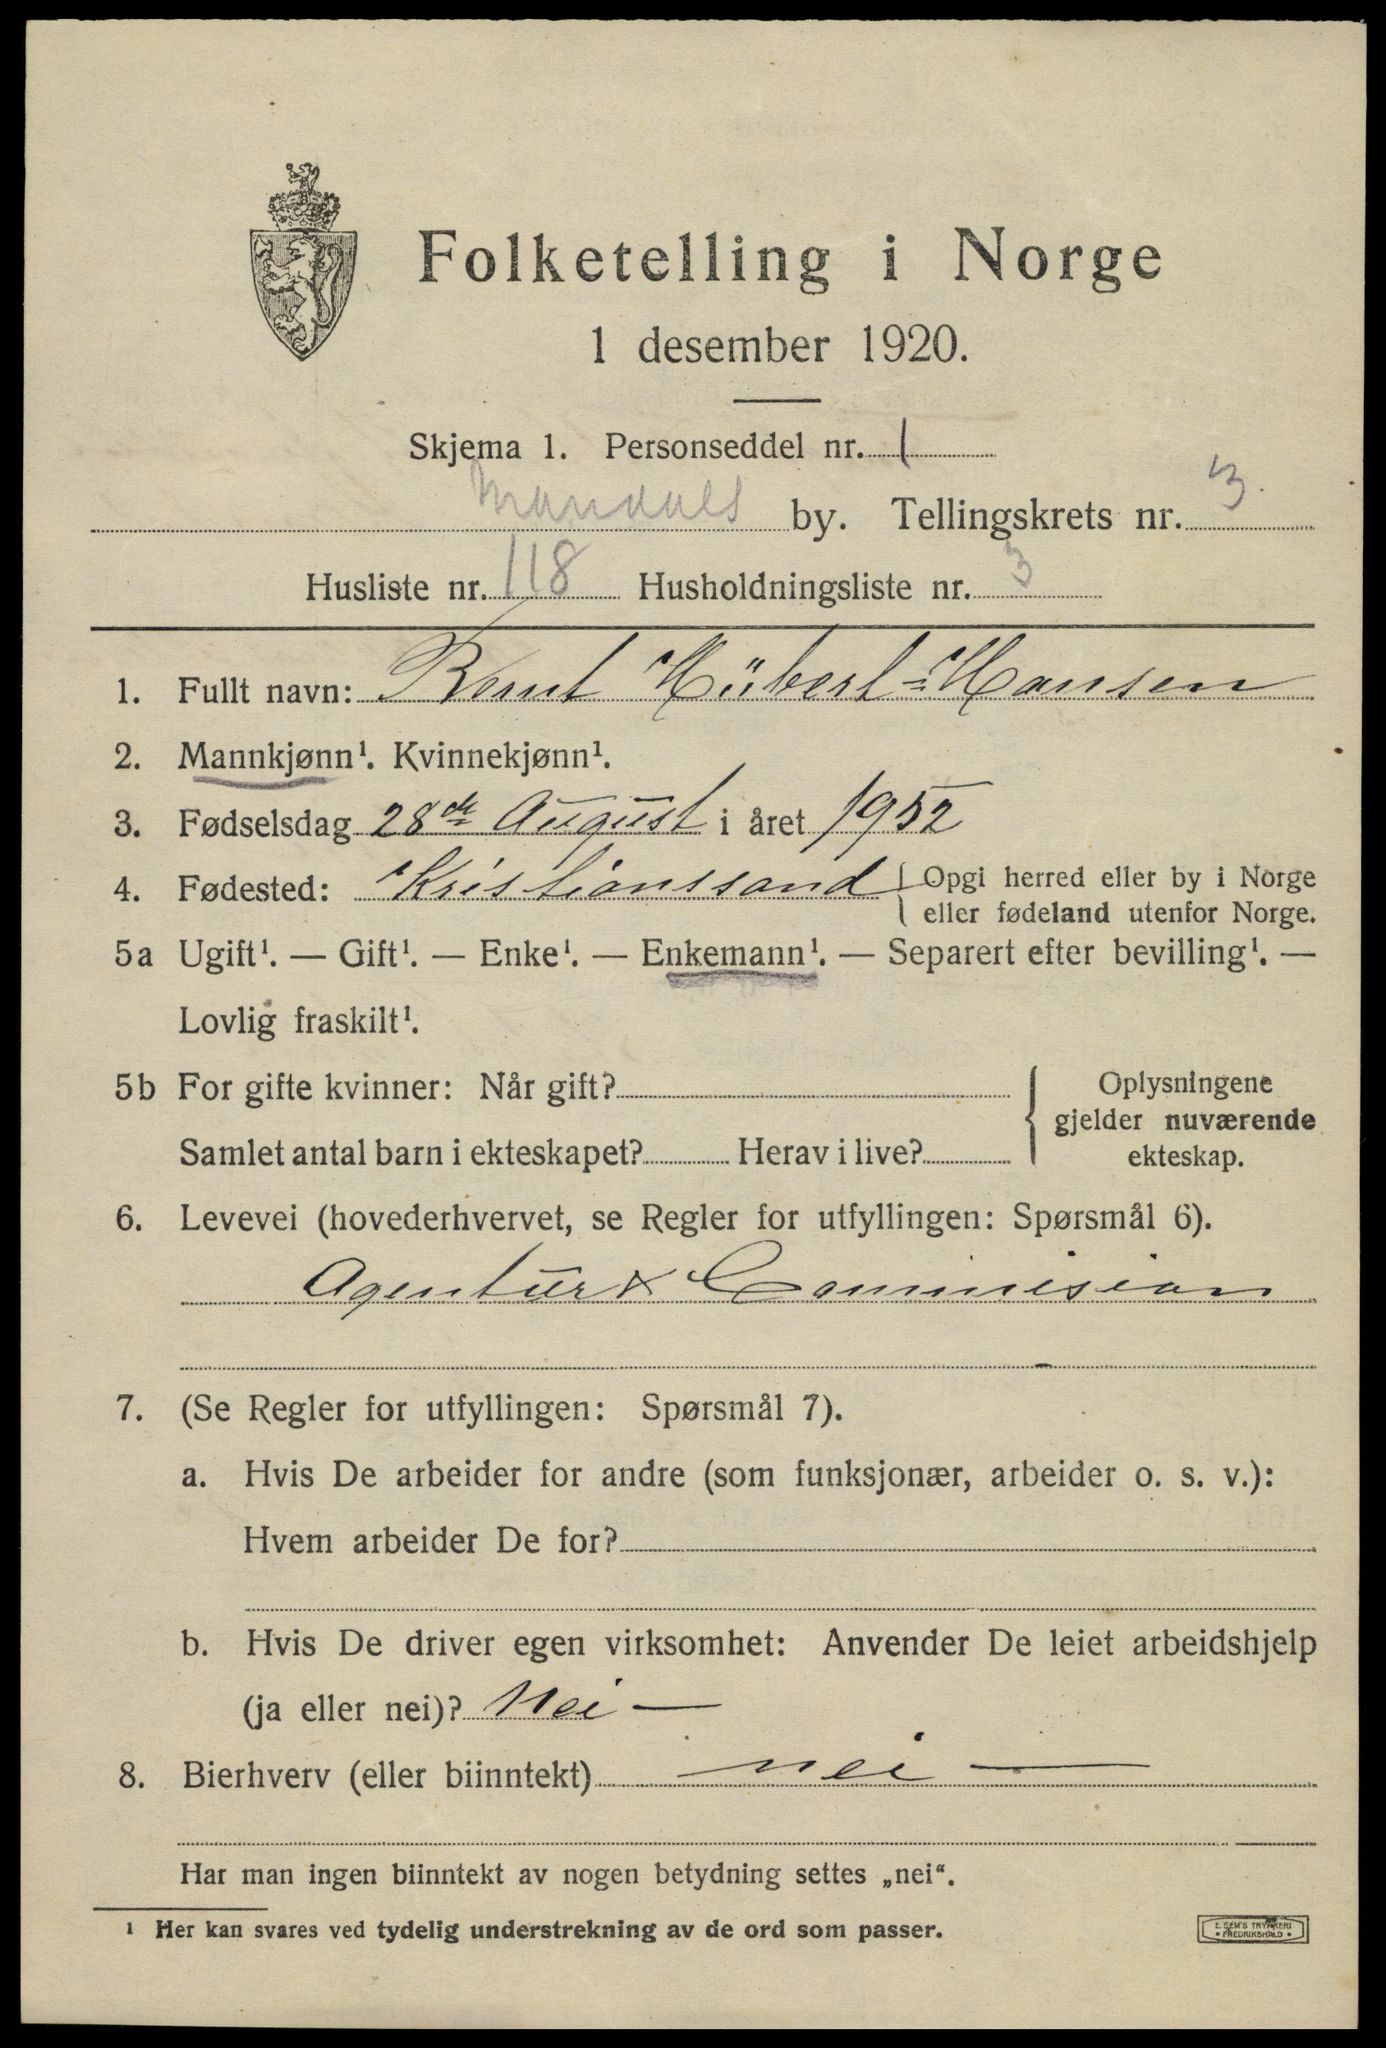 Folketelling i Norge
1 desember 1920.
Skjema 1. Personseddel nr. 1
Mandals by. Tellingskrets nr. 3
Husliste nr. 118 Husholdningsliste nr. 3
1. Fullt navn: Bernt Hübert-Hansen
2. Mannkjønn¹. Kvinnekjønn¹.
3. Fødselsdag 28de August i året 1952
4. Fødested: Kristianssand { Opgi herred eller by i Norge
eller fødeland utenfor Norge.
5a Ugift¹. — Gift¹. — Enke¹. — Enkemann¹. — Separert efter bevilling¹. —
Lovlig fraskilt¹.
5b For gifte kvinner: Når gift?
Samlet antal barn i ekteskapet? Herav i live?
{ Oplysningene
gjelder nuværende
ekteskap.
6. Levevei (hovederhvervet, se Regler for utfyllingen: Spørsmål 6).
Agentur & Commission
7. (Se Regler for utfyllingen: Spørsmål 7).
a. Hvis De arbeider for andre (som funksjonær, arbeider o. s. v.):
Hvem arbeider De for?
b. Hvis De driver egen virksomhet: Anvender De leiet arbeidshjelp
(ja eller nei)? Nei —
8. Bierhverv (eller biinntekt) nei —
Har man ingen biinntekt av nogen betydning settes „nei“.
¹ Her kan svares ved tydelig understrekning av de ord som passer.
E. SEM'S TRYKKERI
• FREDRIKSHALD •